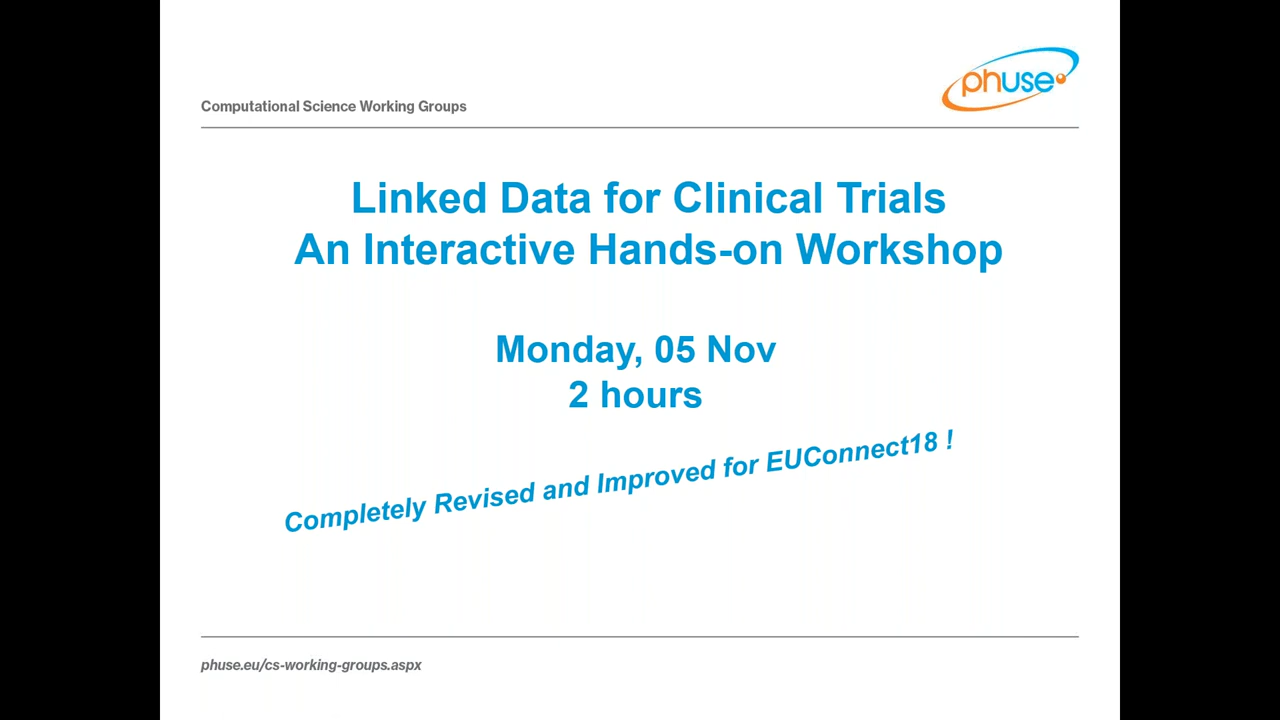 phuse
Computational Science Working Groups
Linked Data for Clinical Trials
An Interactive Hands-on Workshop
Monday, 05 Nov
2 hours
Completely Revised and Improved for EUConnect18 !
phuse.eu/cs-working-groups.aspx